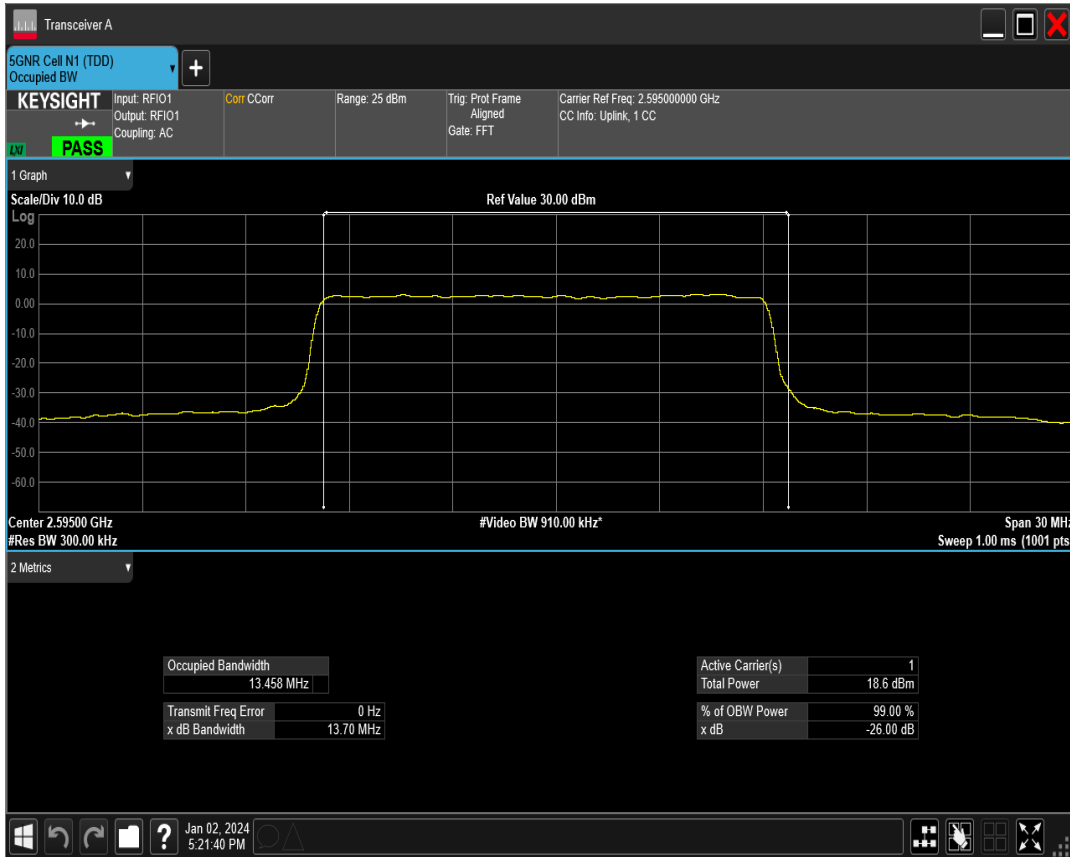 Transceiver A
5GNR Cell N1 (TDD)
Occupied BW
KEYSIGHT
LXI
PASS
Input: RFIO1
Output: RFIO1
Coupling: AC
Corr CCorr
Range: 25 dBm
Trig: Prot Frame
Aligned
Gate: FFT
Carrier Ref Freq: 2.595000000 GHz
CC Info: Uplink, 1 CC
1 Graph
Scale/Div 10.0 dB
Ref Value 30.00 dBm
Log
20.0
10.0
0.00
-10.0
-20.0
-30.0
-40.0
-50.0
-60.0
Center 2.59500 GHz
#Video BW 910.00 kHz*
Span 30 MHz
#Res BW 300.00 kHz
Sweep 1.00 ms (1001 pts
2 Metrics
Occupied Bandwidth
13.458 MHz
Transmit Freq Error 0 Hz
x dB Bandwidth 13.70 MHz
Active Carrier(s) 1
Total Power 18.6 dBm
% of OBW Power 99.00 %
x dB -26.00 dB
?
Jan 02, 2024
5:21:40 PM